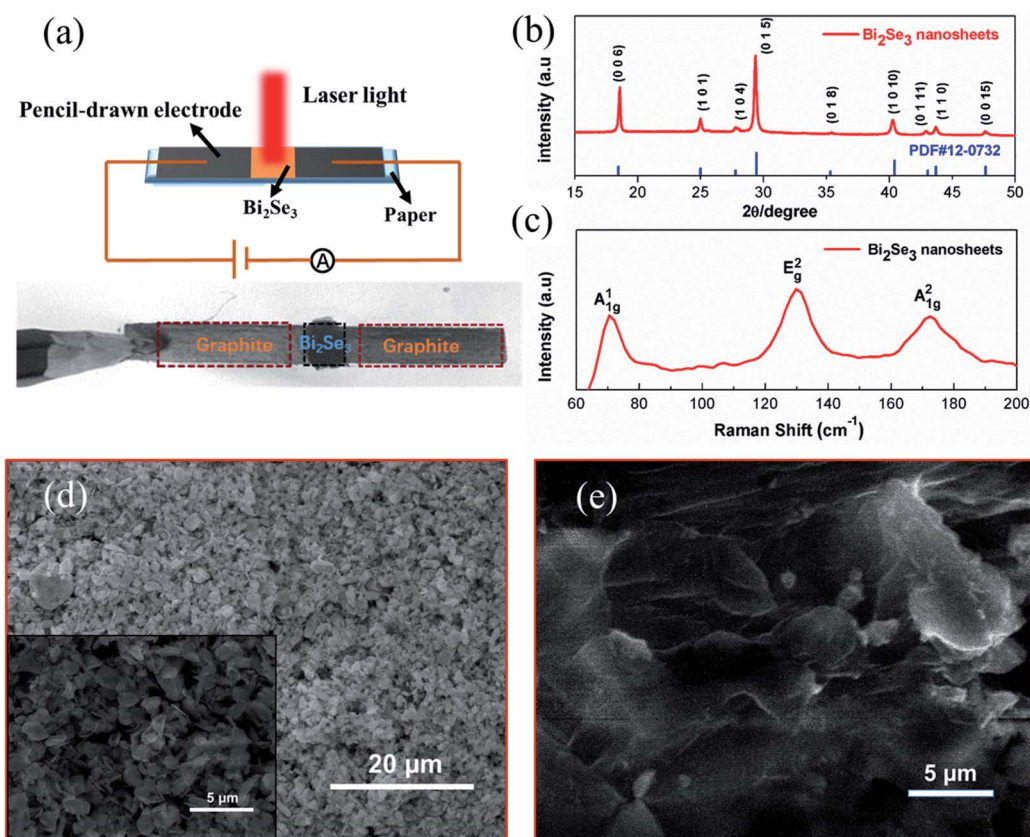 (a)
Pencil-drawn electrode
Laser light
Bi₂Se₃
Paper
A
Graphite
Bi₂Se₃
Graphite
(b)
Bi₂Se₃ nanosheets
intensity (a.u
(0 0 6)
(1 0 1)
(1 0 4)
(0 1 5)
(0 1 8)
(1 0 10)
(0 1 11)
(1 1 0)
(0 0 15)
PDF#12-0732
15 20 25 30 35 40 45 50
2θ/degree
(c)
Bi₂Se₃ nanosheets
Intensity (a.u)
A¹₁g
E²g
A²₁g
60 80 100 120 140 160 180 200
Raman Shift (cm⁻¹)
(d)
20 μm
5 μm
(e)
5 μm